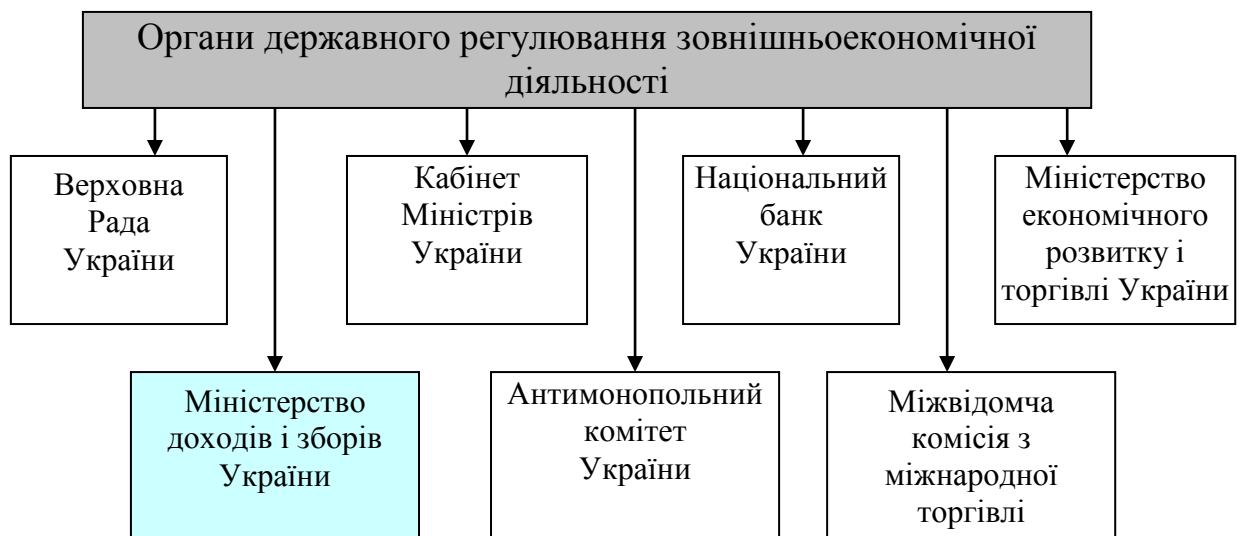 Органи державного регулювання зовнішньоекономічної
діяльності
Верховна
Рада
України
Кабінет
Міністрів
України
Національний
банк
України
Міністерство
економічного
розвитку і
торгівлі України
Міністерство
доходів і зборів
України
Антимонопольний
комітет
України
Міжвідомча
комісія з
міжнародної
торгівлі